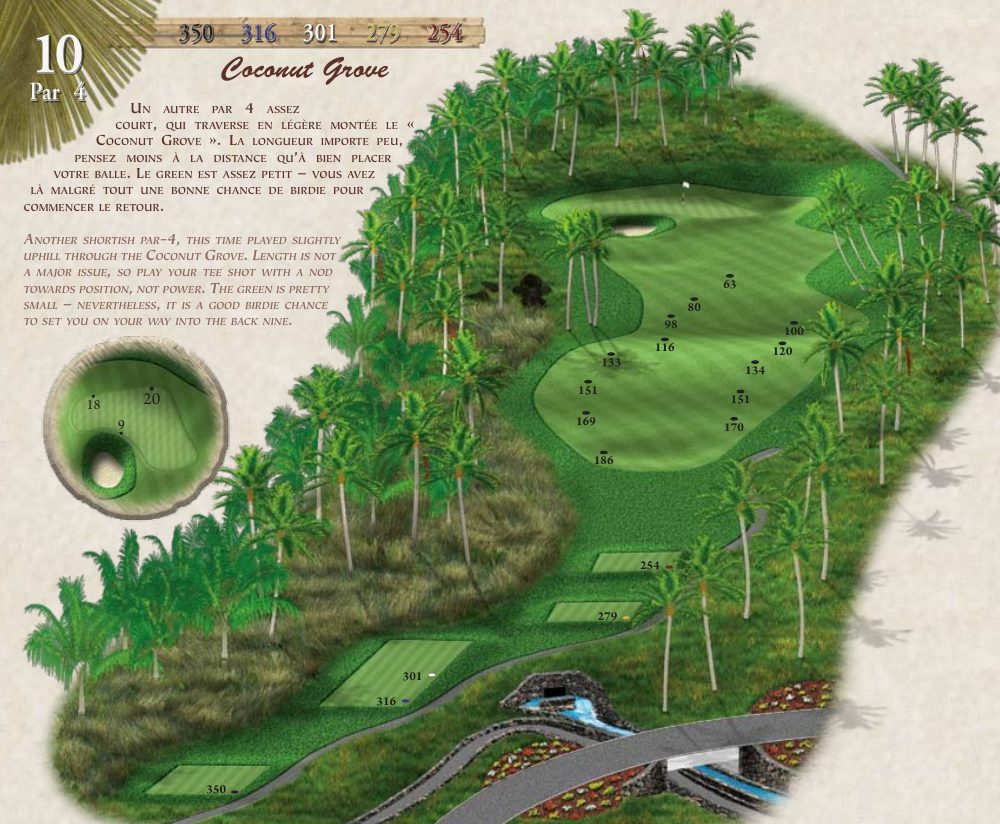 10
Par 4
350 316 301 279 254
Coconut Grove
Un autre par 4 assez
court, qui traverse en légère montée le «
Coconut Grove ». La longueur importe peu,
pensez moins à la distance qu'à bien placer
votre balle. Le green est assez petit – vous avez
là malgré tout une bonne chance de birdie pour
commencer le retour.
Another shortish par-4, this time played slightly
uphill through the Coconut Grove. Length is not
a major issue, so play your tee shot with a nod
towards position, not power. The green is pretty
small – nevertheless, it is a good birdie chance
to set you on your way into the back nine.
18
20
9
63
80
98
100
116
120
133
134
151
151
169
170
186
254
279
301
316
350